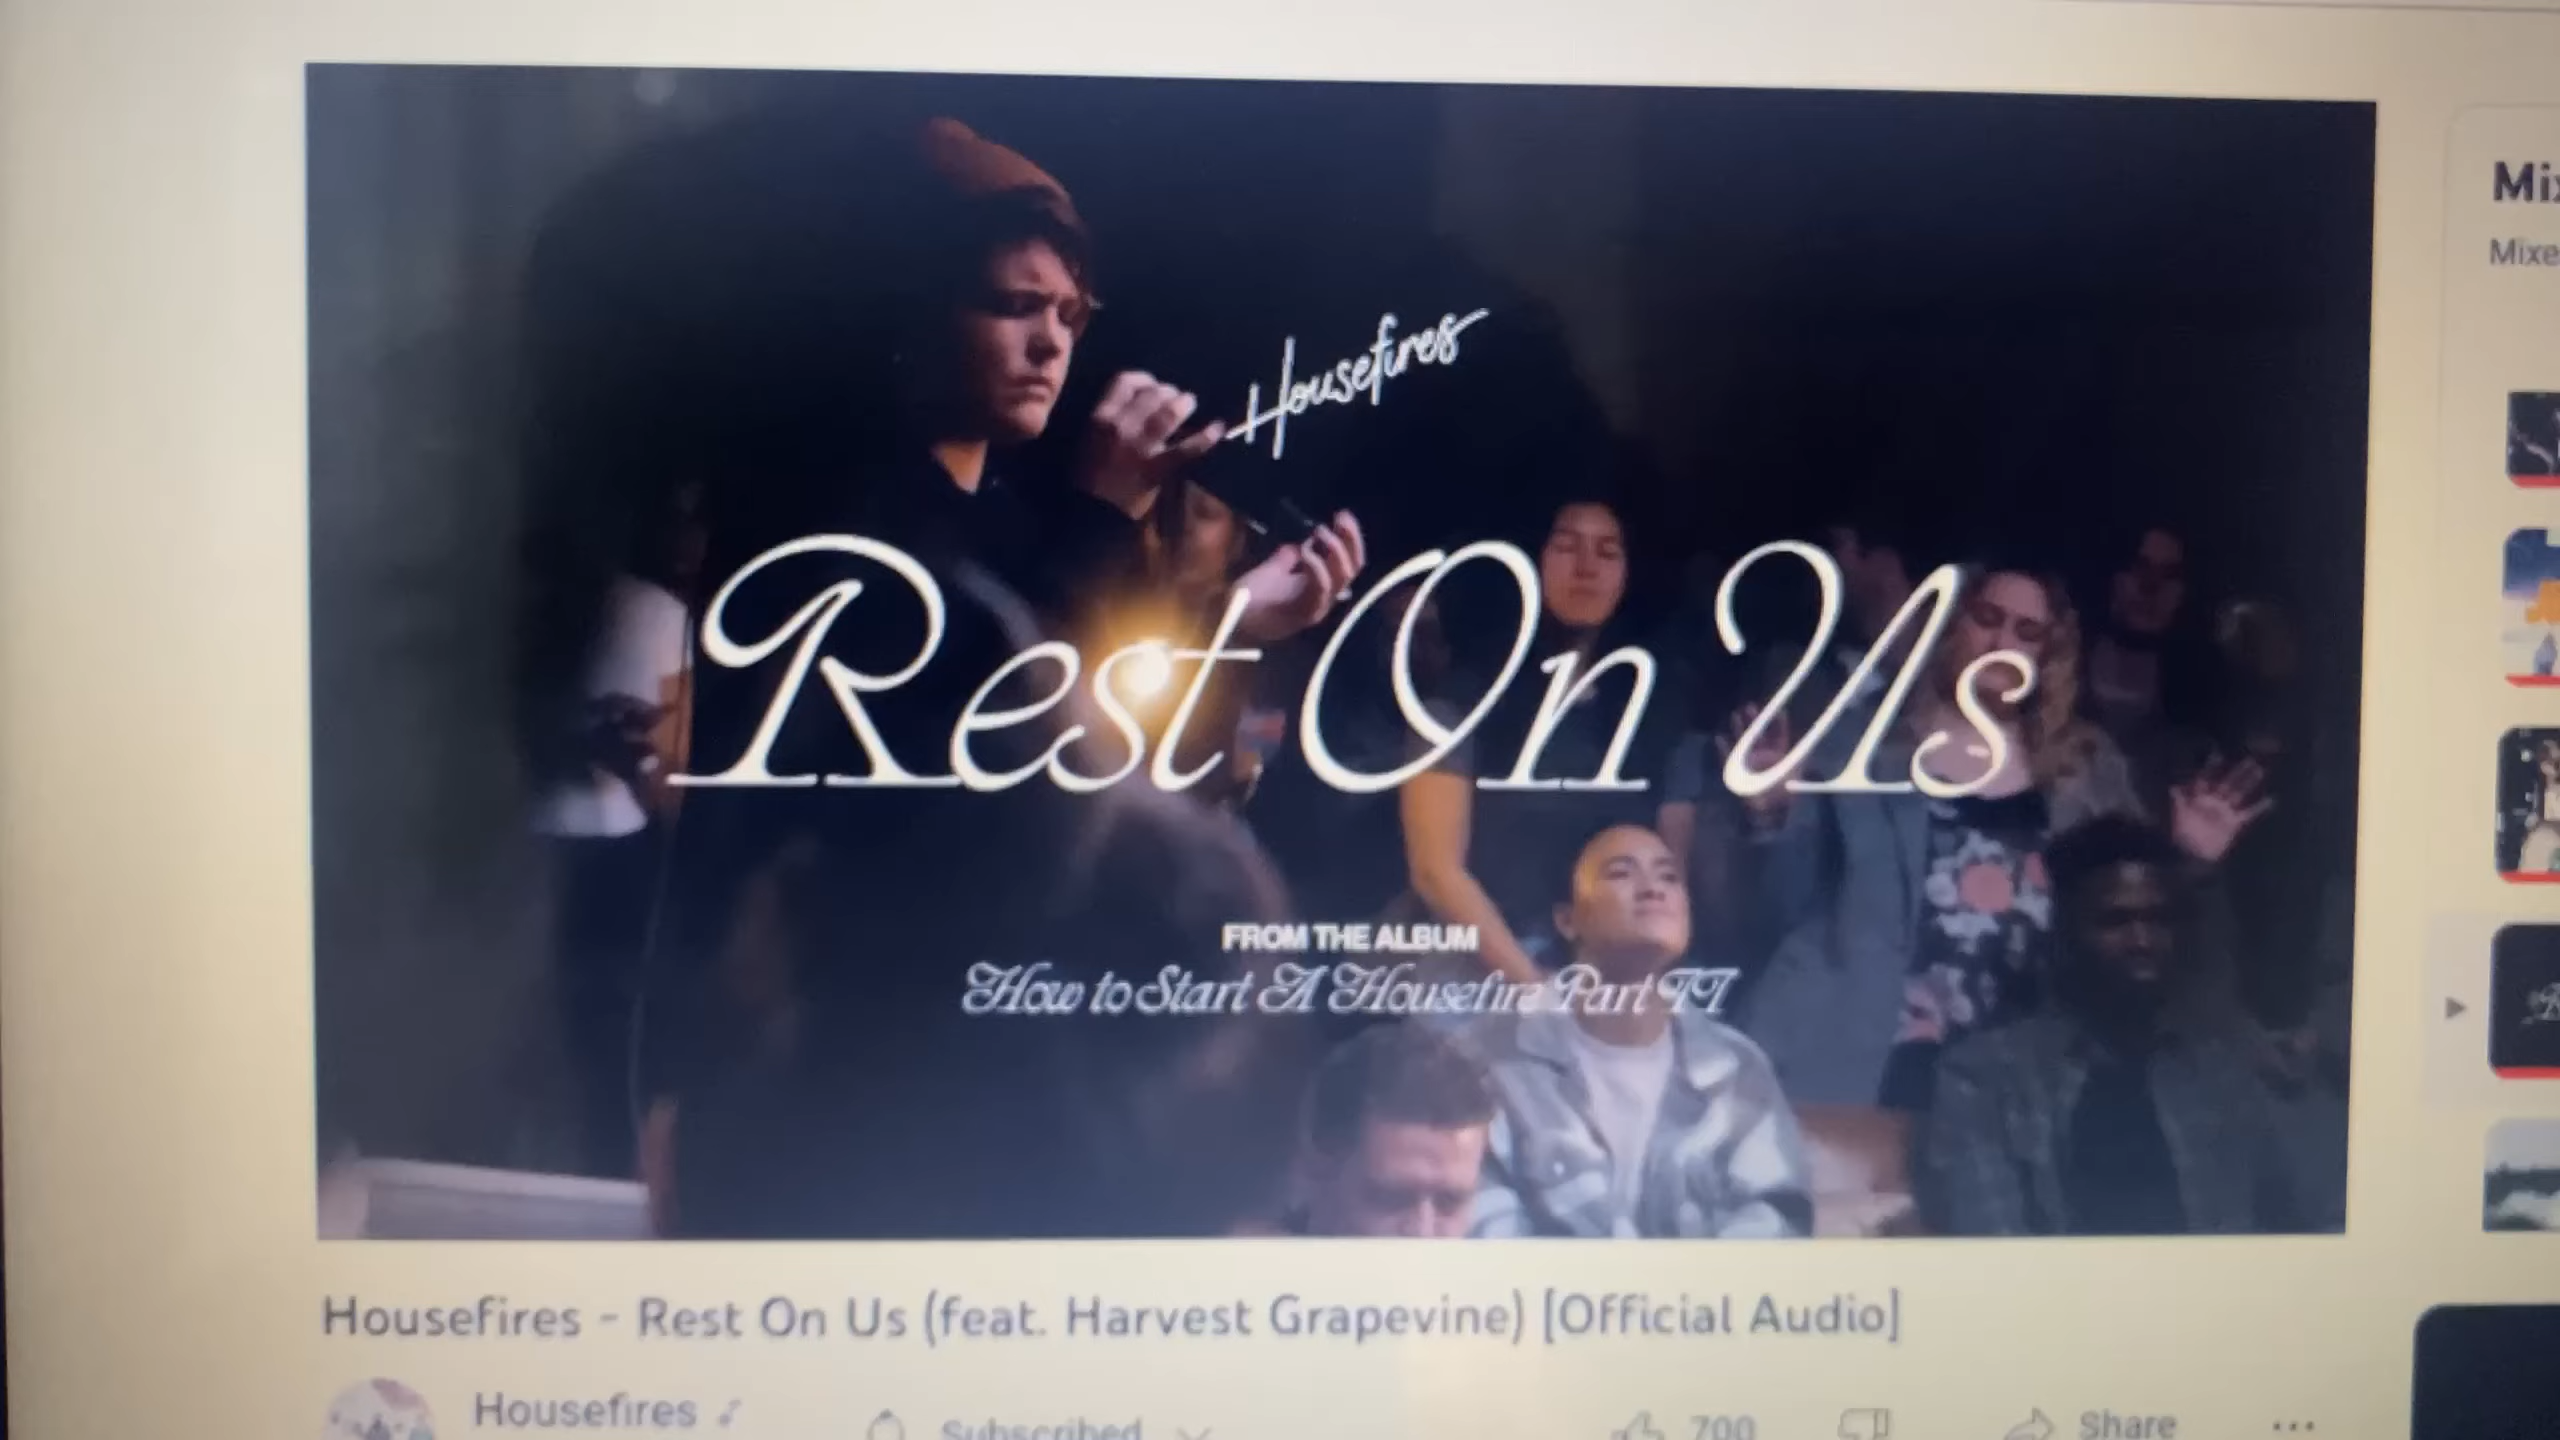 Housefires
Rest On Us
FROM THE ALBUM
How to Start A Housefire Part II
Housefires - Rest On Us (feat. Harvest Grapevine) [Official Audio]
Housefires
Subscribed
700
Share
...